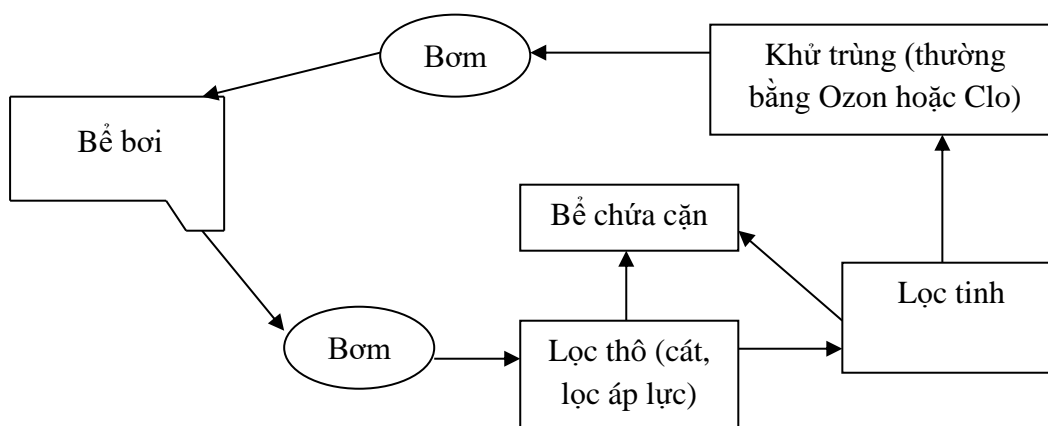 Bơm
Khử trùng (thường
bằng Ozon hoặc Clo)
Bể bơi
Bể chứa cặn
Lọc tinh
Bơm
Lọc thô (cát,
lọc áp lực)